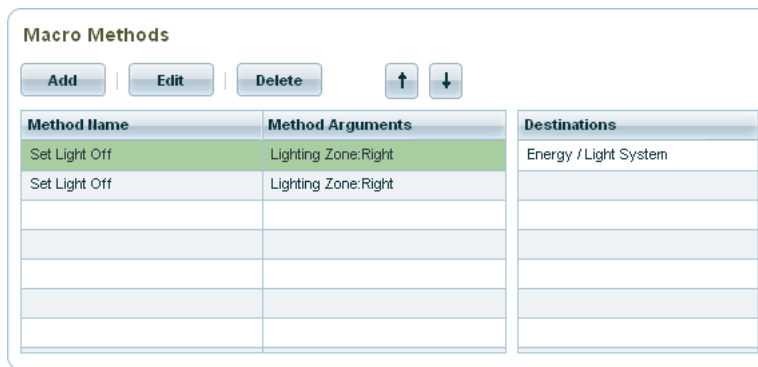 Macro Methods
Add Edit Delete
Method Name Method Arguments Destinations
Set Light Off Lighting Zone:Right Energy / Light System
Set Light Off Lighting Zone:Right